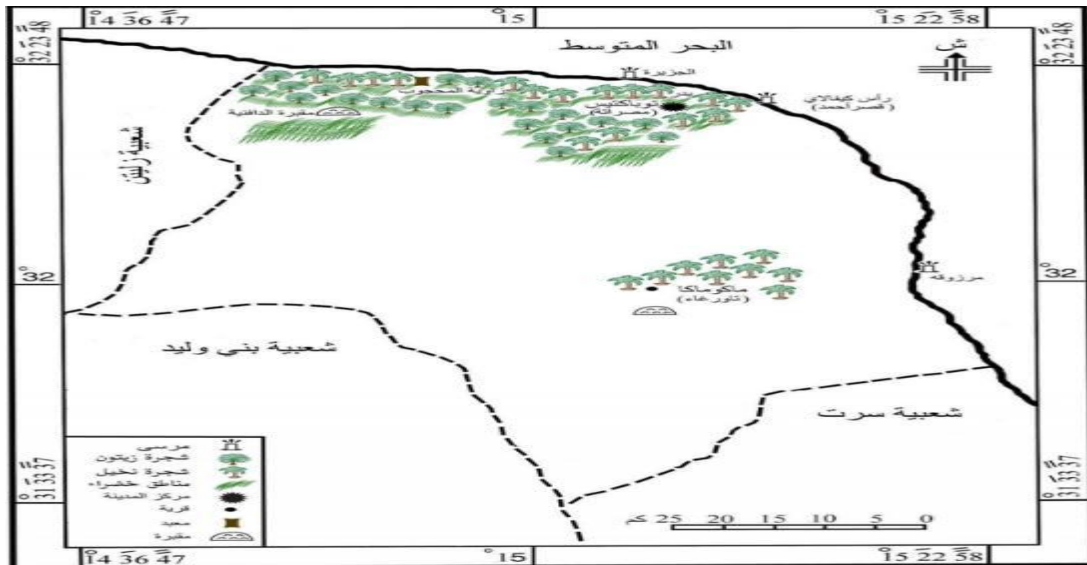 14 36 47
15
15 22 58
32 23 48
32 23 48
البحر المتوسط
ش
الجزيرة
رأس كيفالاي
(قصر احمد)
زاوية المحجوب
توباكتيس
(مصراتة)
مقبرة الدافنية
شعبية زليتن
32
32
مرزوقه
ماكوماكا
(تاورغاء)
شعبية بني وليد
شعبية سرت
مرسى
شجرة زيتون
شجرة نخيل
مناطق خضراء
مركز المدينة
قرية
معبد
مقبرة
31 33 37
31 33 37
0 5 10 15 20 25 كم
14 36 47
15
15 22 58